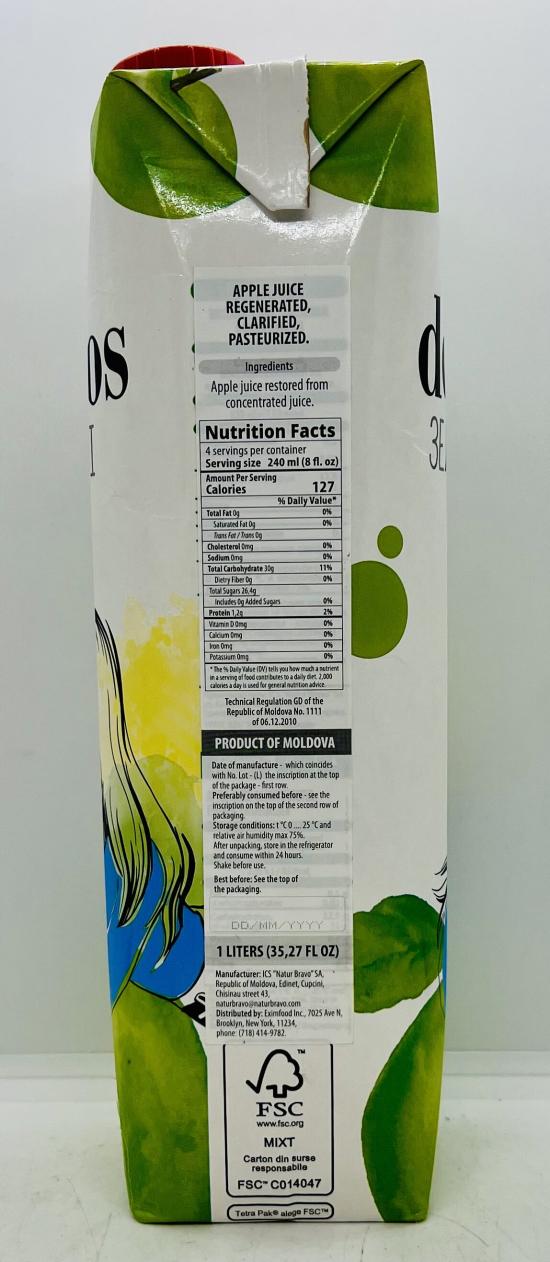 os
I
d
ЗЕ
APPLE JUICE
REGENERATED,
CLARIFIED,
PASTEURIZED.
Ingredients
Apple juice restored from
concentrated juice.
Nutrition Facts
4 servings per container
Serving size 240 ml (8 fl. oz)
Amount Per Serving
Calories 127
% Daily Value*
Total Fat 0g 0%
Saturated Fat 0g 0%
Trans Fat / Trans 0g
Cholesterol 0mg 0%
Sodium 0mg 0%
Total Carbohydrate 30g 11%
Dietry Fiber 0g 0%
Total Sugars 26,4g
Includes 0g Added Sugars 0%
Protein 1,2g 2%
Vitamin D 0mg 0%
Calcium 0mg 0%
Iron 0mg 0%
Potassium 0mg 0%
* The % Daily Value (DV) tells you how much a nutrient
in a serving of food contributes to a daily diet. 2,000
calories a day is used for general nutrition advice.
Technical Regulation GD of the
Republic of Moldova No. 1111
of 06.12.2010
PRODUCT OF MOLDOVA
Date of manufacture - which coincides
with No. Lot - (L) the inscription at the top
of the package - first row.
Preferably consumed before - see the
inscription on the top of the second row of
packaging.
Storage conditions: t °C 0 .... 25 °C and
relative air humidity max 75%.
After unpacking, store in the refrigerator
and consume within 24 hours.
Shake before use.
Best before: See the top of
the packaging.
DD/MM/YYYY
1 LITERS (35,27 FL OZ)
Manufacturer: ICS "Natur Bravo" SA,
Republic of Moldova, Edinet, Cupcini,
Chisinau street 43,
naturbravo@naturbravo.com
Distributed by: Eximfood Inc., 7025 Ave N,
Brooklyn, New York, 11234,
phone: (718) 414-9782.
TM
FSC
www.fsc.org
MIXT
Carton din surse
responsabile
FSC™ C014047
Tetra Pak® alege FSC™